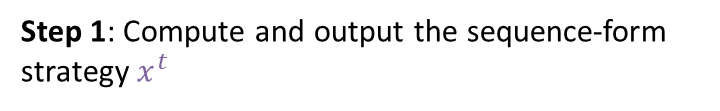 Step 1: Compute and output the sequence-form
strategy x^t